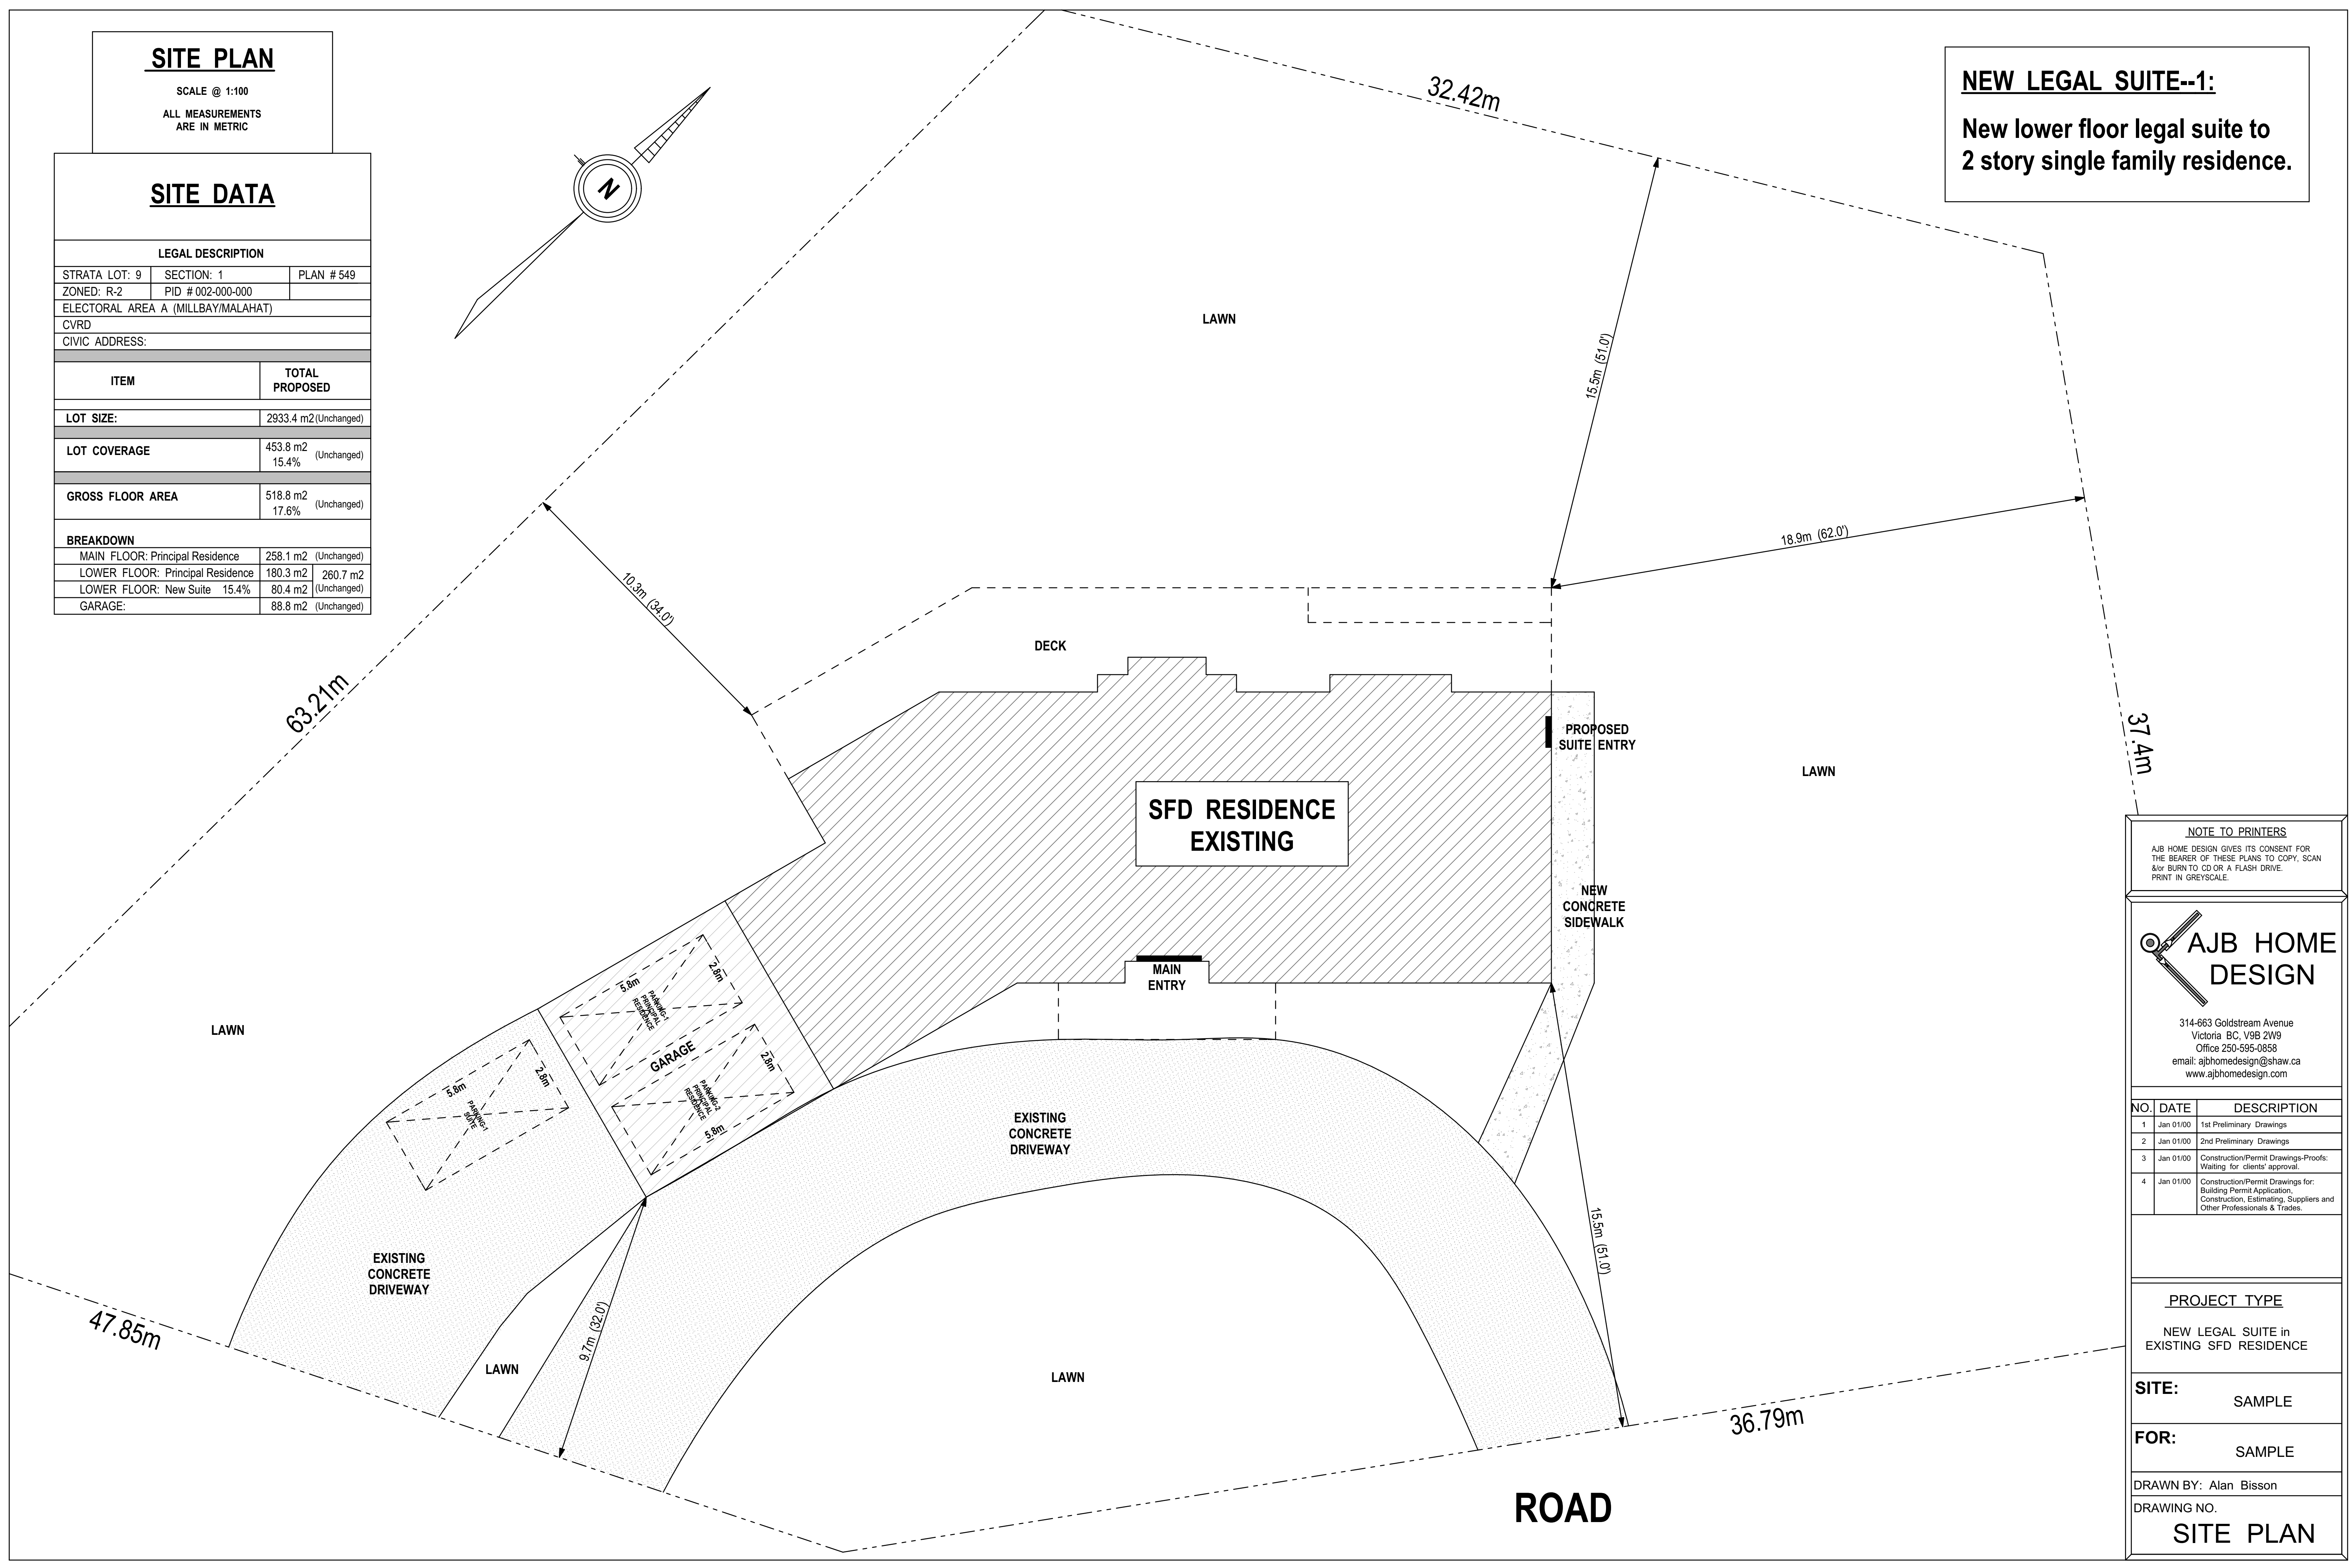 SITE PLAN
SCALE @ 1:100
ALL MEASUREMENTS
ARE IN METRIC
SITE DATA
LEGAL DESCRIPTION
STRATA LOT: 9 SECTION: 1 PLAN # 549
ZONED: R-2 PID # 002-000-000
ELECTORAL AREA A (MILLBAY/MALAHAT)
CVRD
CIVIC ADDRESS:
ITEM TOTAL PROPOSED
LOT SIZE: 2933.4 m2 (Unchanged)
LOT COVERAGE 453.8 m2 (Unchanged)
15.4%
GROSS FLOOR AREA 518.8 m2 (Unchanged)
17.6%
BREAKDOWN
MAIN FLOOR: Principal Residence 258.1 m2 (Unchanged)
LOWER FLOOR: Principal Residence 180.3 m2 260.7 m2
LOWER FLOOR: New Suite 15.4% 80.4 m2 (Unchanged)
GARAGE: 88.8 m2 (Unchanged)
N
32.42m
NEW LEGAL SUITE--1:
New lower floor legal suite to
2 story single family residence.
LAWN
15.5m (51.0')
18.9m (62.0')
10.3m (34.0')
63.21m
DECK
37.4m
PROPOSED
SUITE ENTRY
LAWN
SFD RESIDENCE
EXISTING
NEW
CONCRETE
SIDEWALK
MAIN
ENTRY
LAWN
5.8m
2.8m
PARKING-1
PRINCIPAL
RESIDENCE
GARAGE
2.8m
PARKING-2
PRINCIPAL
RESIDENCE
5.8m
5.8m
2.8m
PARKING-1
SUITE
EXISTING
CONCRETE
DRIVEWAY
EXISTING
CONCRETE
DRIVEWAY
15.5m (51.0')
9.7m (32.0')
47.85m
LAWN
LAWN
36.79m
ROAD
NOTE TO PRINTERS
AJB HOME DESIGN GIVES ITS CONSENT FOR
THE BEARER OF THESE PLANS TO COPY, SCAN
&/or BURN TO CD OR A FLASH DRIVE.
PRINT IN GREYSCALE.
AJB HOME
DESIGN
314-663 Goldstream Avenue
Victoria BC, V9B 2W9
Office 250-595-0858
email: ajbhomedesign@shaw.ca
www.ajbhomedesign.com
NO. DATE DESCRIPTION
1 Jan 01/00 1st Preliminary Drawings
2 Jan 01/00 2nd Preliminary Drawings
3 Jan 01/00 Construction/Permit Drawings-Proofs:
Waiting for clients' approval.
4 Jan 01/00 Construction/Permit Drawings for:
Building Permit Application,
Construction, Estimating, Suppliers and
Other Professionals & Trades.
PROJECT TYPE
NEW LEGAL SUITE in
EXISTING SFD RESIDENCE
SITE:
SAMPLE
FOR:
SAMPLE
DRAWN BY: Alan Bisson
DRAWING NO.
SITE PLAN